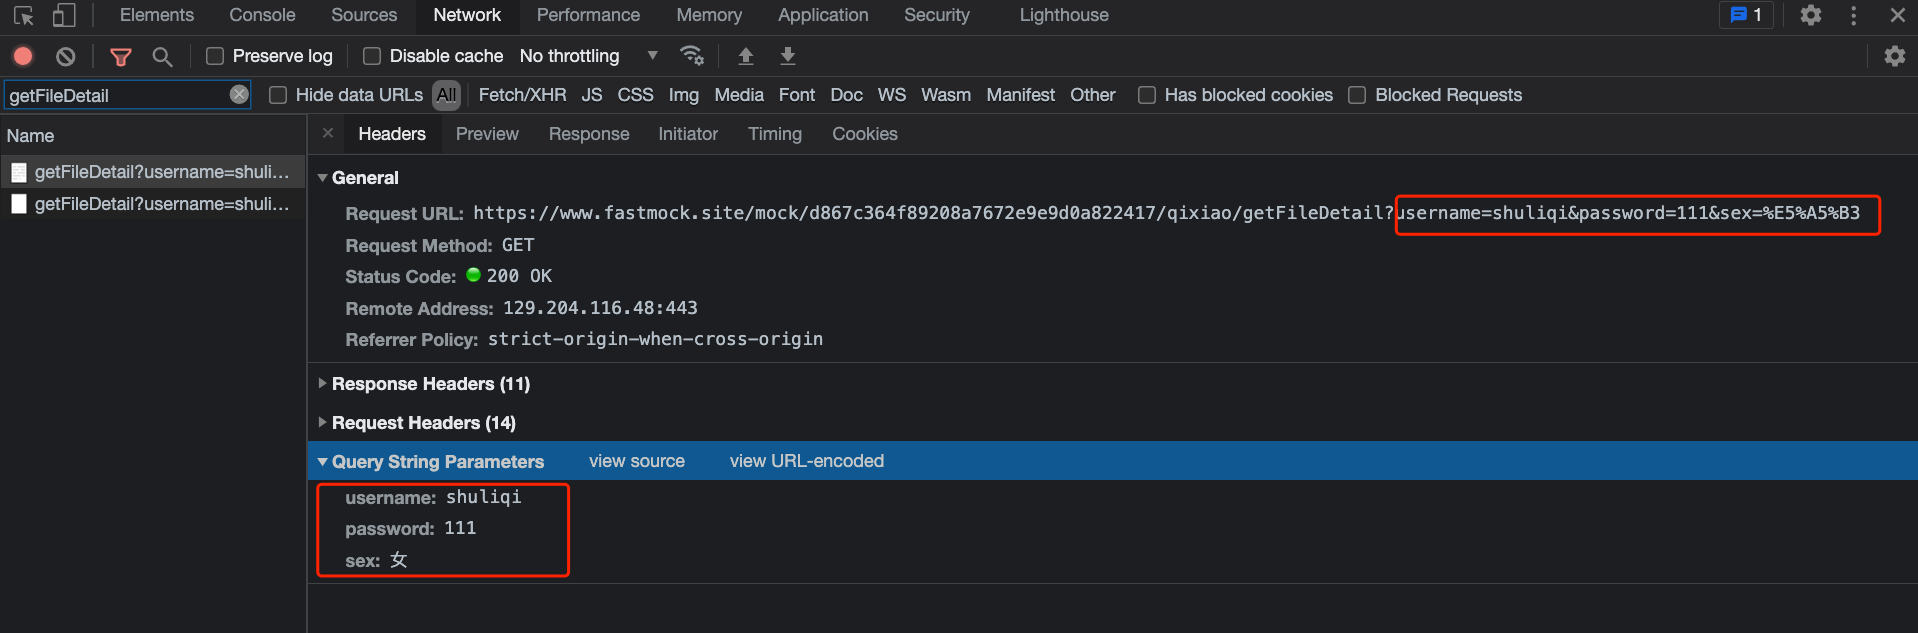 Elements Console Sources Network Performance Memory Application Security Lighthouse 1
Preserve log Disable cache No throttling
getFileDetail Hide data URLs All Fetch/XHR JS CSS Img Media Font Doc WS Wasm Manifest Other Has blocked cookies Blocked Requests
Name
getFileDetail?username=shuli…
getFileDetail?username=shuli…
Headers Preview Response Initiator Timing Cookies
General
Request URL: https://www.fastmock.site/mock/d867c364f89208a7672e9e9d0a822417/qixiao/getFileDetail?username=shuliqi&password=111&sex=%E5%A5%B3
Request Method: GET
Status Code: 200 OK
Remote Address: 129.204.116.48:443
Referrer Policy: strict-origin-when-cross-origin
Response Headers (11)
Request Headers (14)
Query String Parameters view source view URL-encoded
username: shuliqi
password: 111
sex: 女